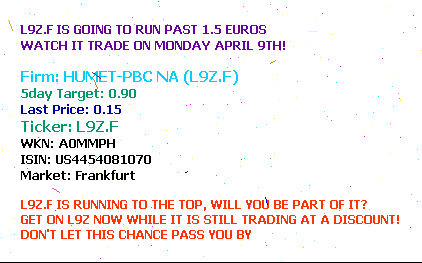 L9Z.F IS GOING TO RUN PAST 1.5 EUROS
WATCH IT TRADE ON MONDAY APRIL 9TH!
Firm: HUMET-PBC NA (L9Z.F)
5day Target: 0.90
Last Price: 0.15
Ticker: L9Z.F
WKN: A0MMPH
ISIN: US4454081070
Market: Frankfurt
L9Z.F IS RUNNING TO THE TOP, WILL YOU BE PART OF IT?
GET ON L9Z NOW WHILE IT IS STILL TRADING AT A DISCOUNT!
DON'T LET THIS CHANCE PASS YOU BY